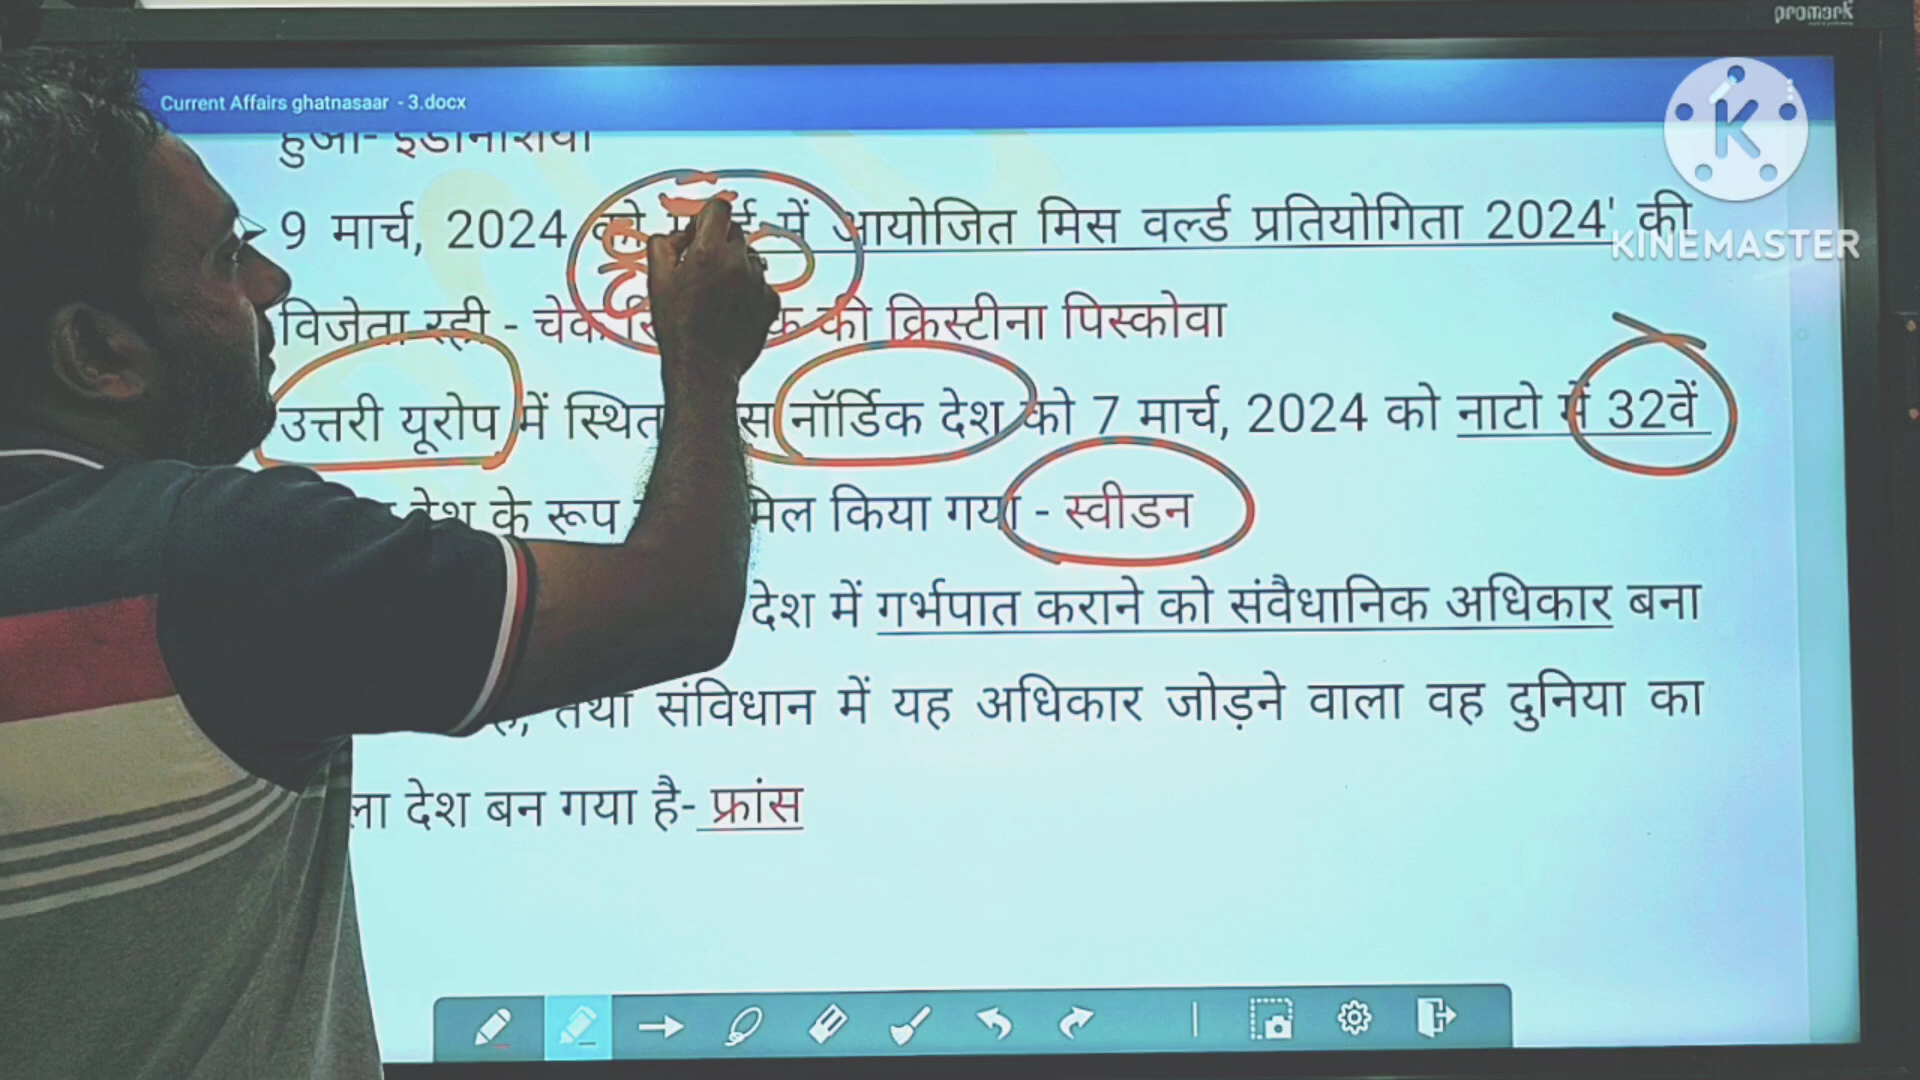 promark
Current Affairs ghatnasaar - 3.docx
KINEMASTER
9 मार्च, 2024 में आयोजित मिस वर्ल्ड प्रतियोगिता 2024' की
विजेता रही - की क्रिस्टीना पिस्कोवा
उत्तरी यूरोप में स्थित नॉर्डिक देश को 7 मार्च, 2024 को नाटो में 32वें
देश के रूप किया गया - स्वीडन
देश में गर्भपात कराने को संवैधानिक अधिकार बना
तथा संविधान में यह अधिकार जोड़ने वाला वह दुनिया का
देश बन गया है- फ्रांस